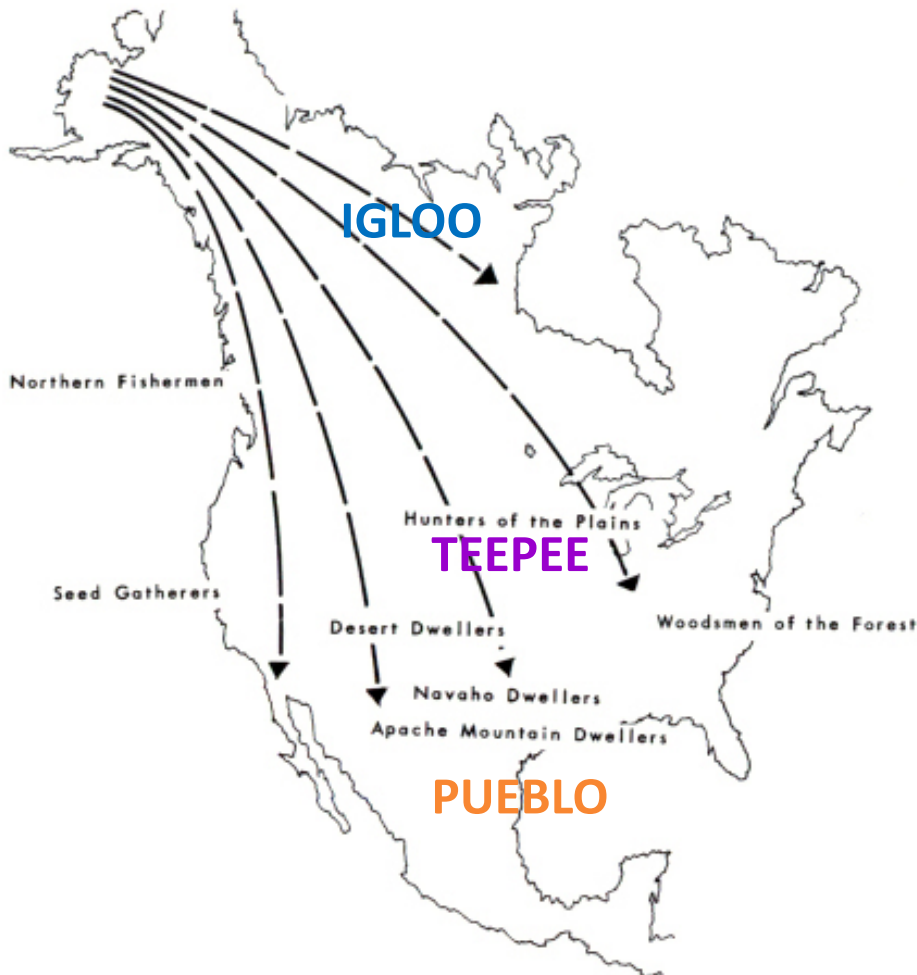 IGLOO
Northern Fishermen
Hunters of the Plains
TEEPEE
Seed Gatherers
Woodsmen of the Forest
Desert Dwellers
Navaho Dwellers
Apache Mountain Dwellers
PUEBLO